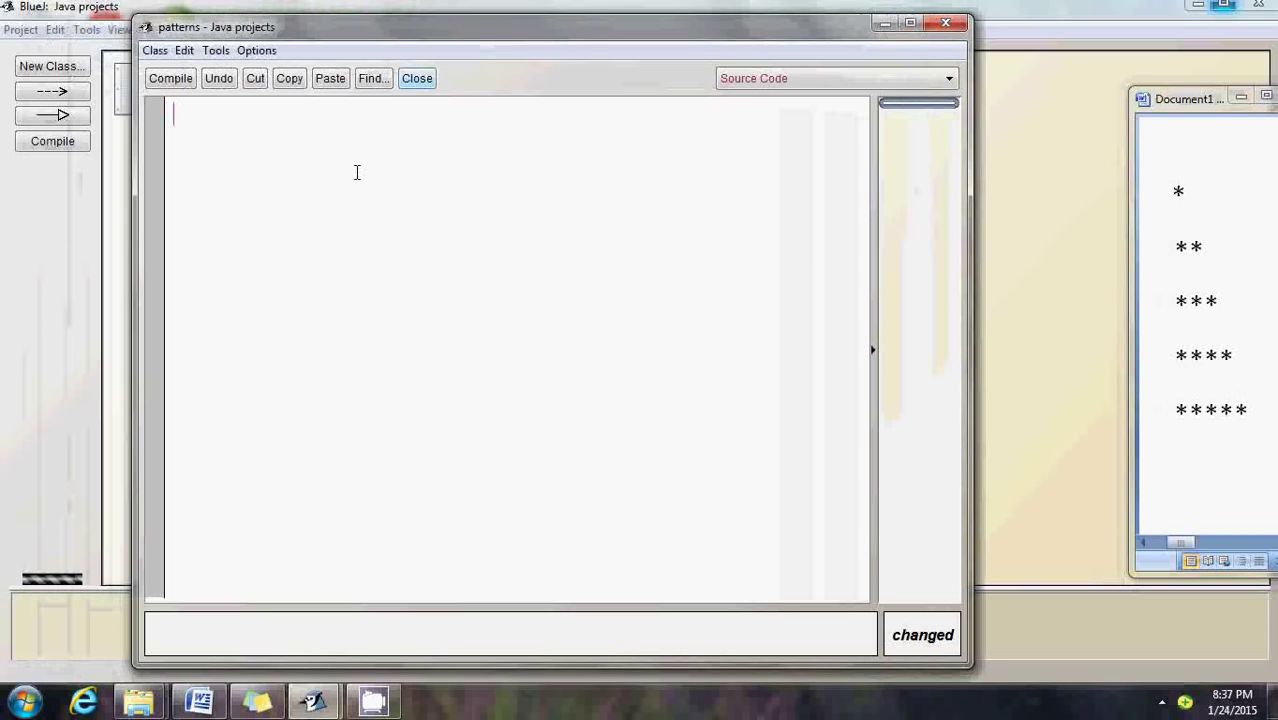 BlueJ: Java projects
Project Edit Tools View
patterns - Java projects
Class Edit Tools Options
Compile Undo Cut Copy Paste Find... Close
Source Code
New Class...
Compile
Document1 ...
*
**
***
****
*****
changed
8:37 PM
1/24/2015